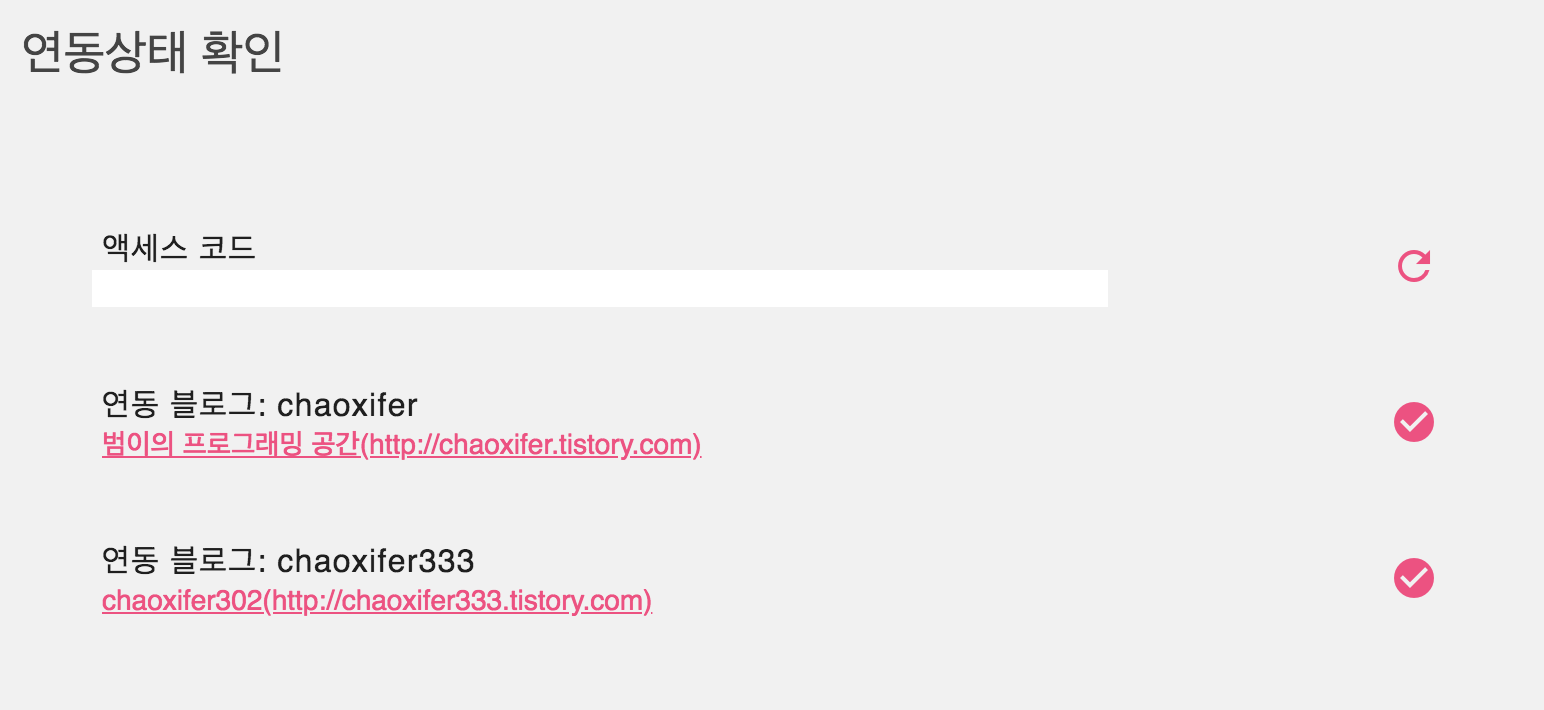 연동상태 확인
액세스 코드
연동 블로그: chaoxifer
범이의 프로그래밍 공간(http://chaoxifer.tistory.com)
연동 블로그: chaoxifer333
chaoxifer302(http://chaoxifer333.tistory.com)